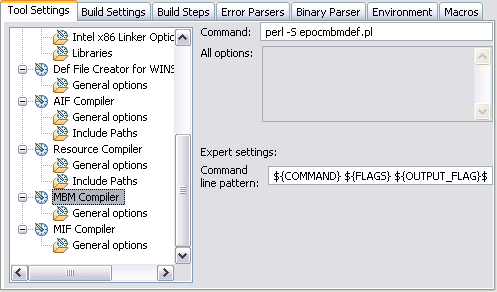 Tool Settings Build Settings Build Steps Error Parsers Binary Parser Environment Macros
Intel x86 Linker Optio
Libraries
Def File Creator for WINS
General options
AIF Compiler
General options
Include Paths
Resource Compiler
General options
Include Paths
MBM Compiler
General options
MIF Compiler
General options
Command: perl -S epocmbmdef.pl
All options:
Expert settings:
Command
line pattern: ${COMMAND} ${FLAGS} ${OUTPUT_FLAG}$